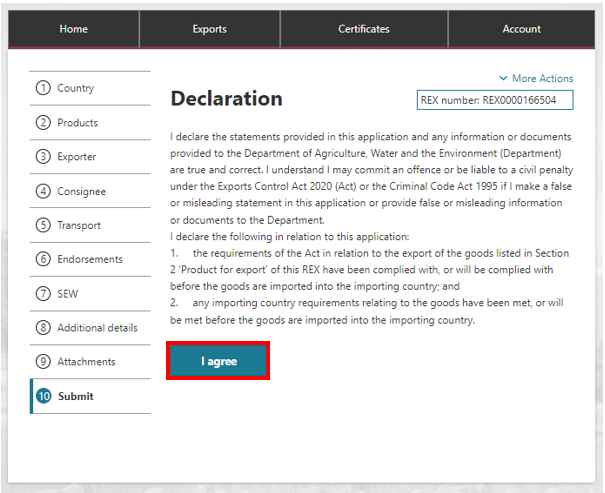 Home Exports Certificates Account
More Actions
Declaration
REX number: REX0000166504
1 Country
2 Products
3 Exporter
4 Consignee
5 Transport
6 Endorsements
7 SEW
8 Additional details
9 Attachments
10 Submit
I declare the statements provided in this application and any information or documents
provided to the Department of Agriculture, Water and the Environment (Department)
are true and correct. I understand I may commit an offence or be liable to a civil penalty
under the Exports Control Act 2020 (Act) or the Criminal Code Act 1995 if I make a false
or misleading statement in this application or provide false or misleading information
or documents to the Department.
I declare the following in relation to this application:
1. the requirements of the Act in relation to the export of the goods listed in Section
2 'Product for export' of this REX have been complied with, or will be complied with
before the goods are imported into the importing country; and
2. any importing country requirements relating to the goods have been met, or will
be met before the goods are imported into the importing country.
I agree